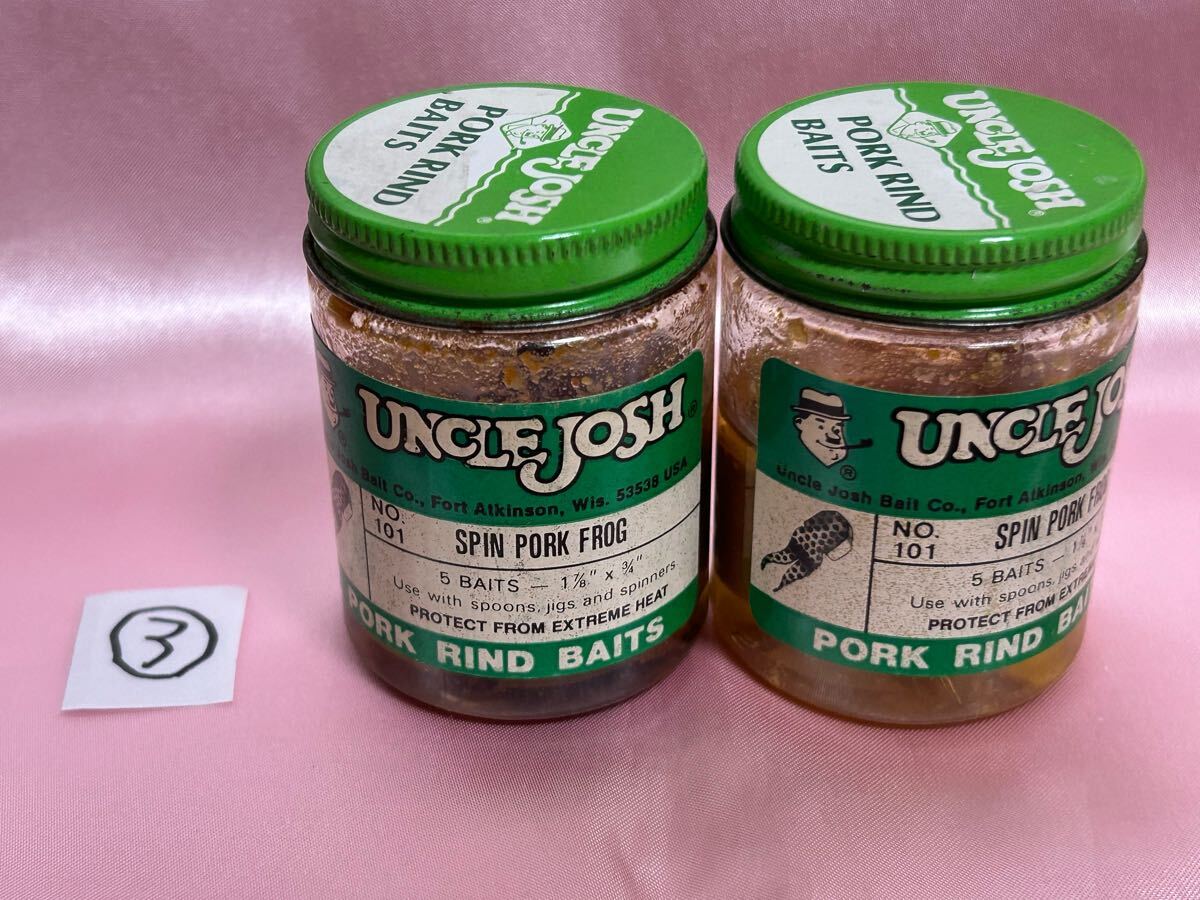 UNCLE JOSH®
PORK RIND
BAITS
UNCLE JOSH®
PORK RIND
BAITS
UNCLE JOSH®
Josh Bait Co., Fort Atkinson, Wis. 53538 USA
NO.
101
SPIN PORK FROG
5 BAITS — 1⅞" x ¾"
Use with spoons, jigs and spinners
PROTECT FROM EXTREME HEAT
PORK RIND BAITS
®
UNCLE JO
Uncle Josh Bait Co., Fort Atkinson,
NO.
101
SPIN PORK
5 BAITS —
Use with spoons, jigs
PROTECT FROM
PORK RIND
3